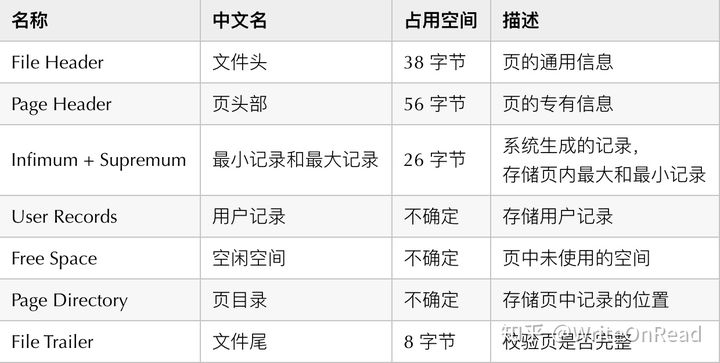 名称 中文名 占用空间 描述
File Header 文件头 38 字节 页的通用信息
Page Header 页头部 56 字节 页的专有信息
Infimum + Supremum 最小记录和最大记录 26 字节 系统生成的记录，
存储页内最大和最小记录
User Records 用户记录 不确定 存储用户记录
Free Space 空闲空间 不确定 页中未使用的空间
Page Directory 页目录 不确定 存储页中记录的位置
File Trailer 文件尾 8 字节 校验页是否完整
知乎 @WriteOnRead